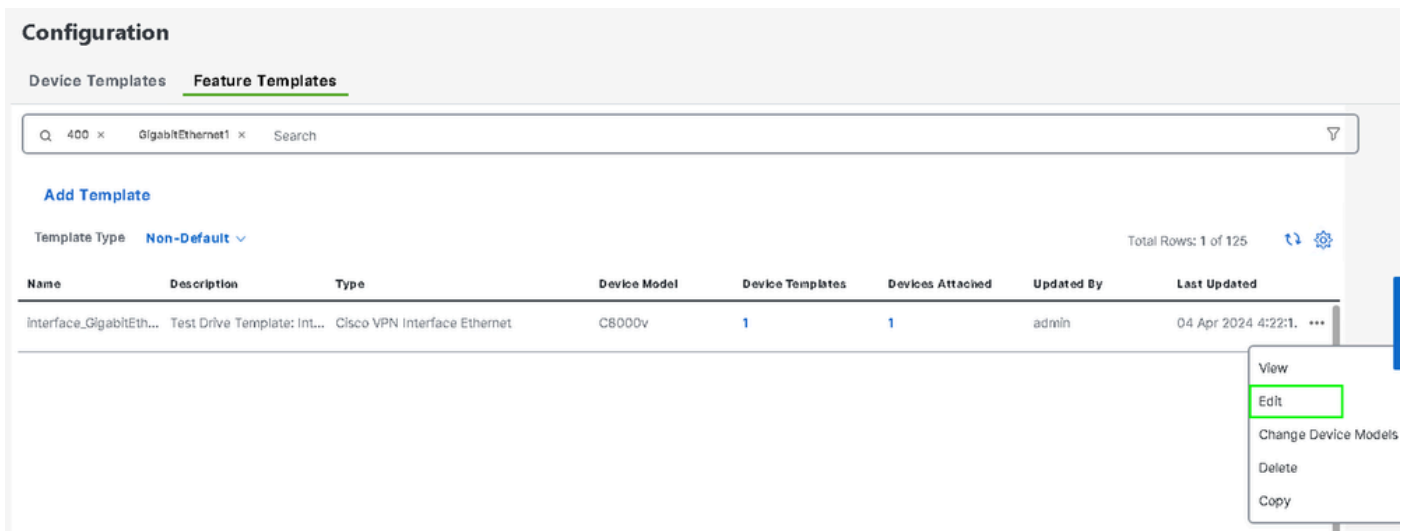 Configuration
Device Templates Feature Templates
400 × GigabitEthernet1 × Search
Add Template
Template Type Non-Default
Total Rows: 1 of 125
Name Description Type Device Model Device Templates Devices Attached Updated By Last Updated
interface_GigabitEth... Test Drive Template: Int... Cisco VPN Interface Ethernet C8000v 1 1 admin 04 Apr 2024 4:22:1. ...
View
Edit
Change Device Models
Delete
Copy